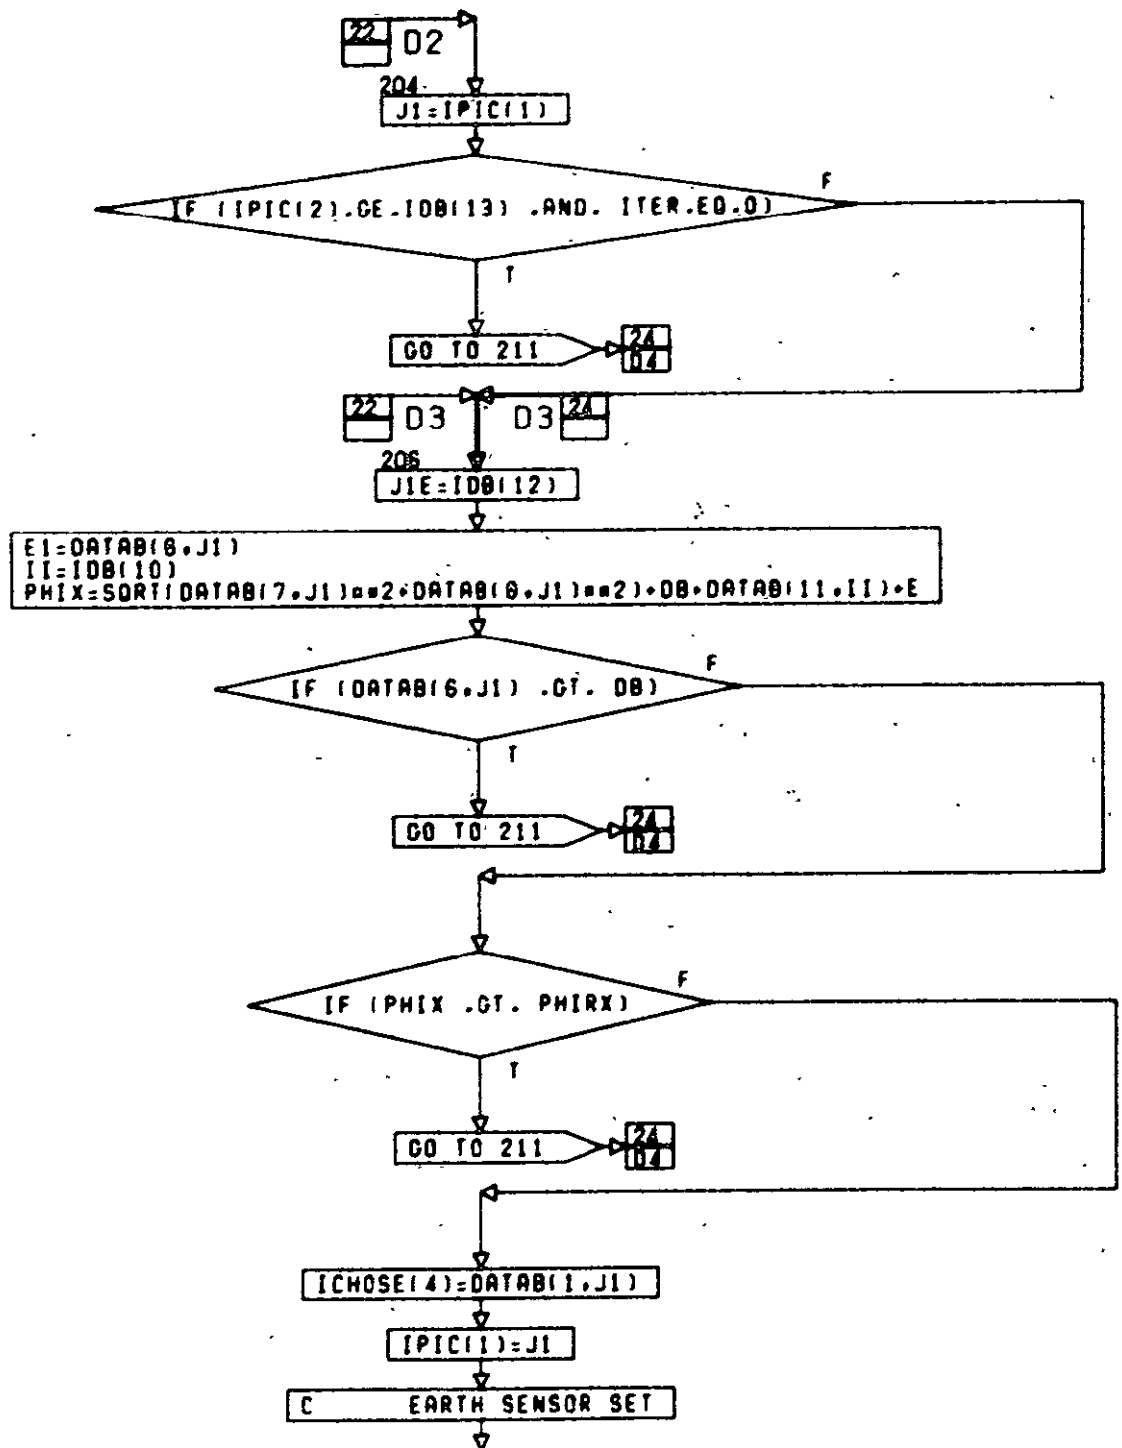 22 D2
204
J1=IPIC(1)
F
IF (IPIC(2).GE.IDB(13) .AND. ITER.EQ.0)
T
GO TO 211
24
D4
22 D3 D3 24
206
J1E=IDB(12)
E1=DATAB(6,J1)
II=IDB(10)
PHIX=SQRT(DATAB(7,J1)**2+DATAB(8,J1)**2)+DB+DATAB(11,II)+E
F
IF (DATAB(6,J1) .GT. DB)
T
GO TO 211
24
D4
F
IF (PHIX .GT. PHIRX)
T
GO TO 211
24
D4
ICHOSE(4)=DATAB(1,J1)
IPIC(1)=J1
C EARTH SENSOR SET